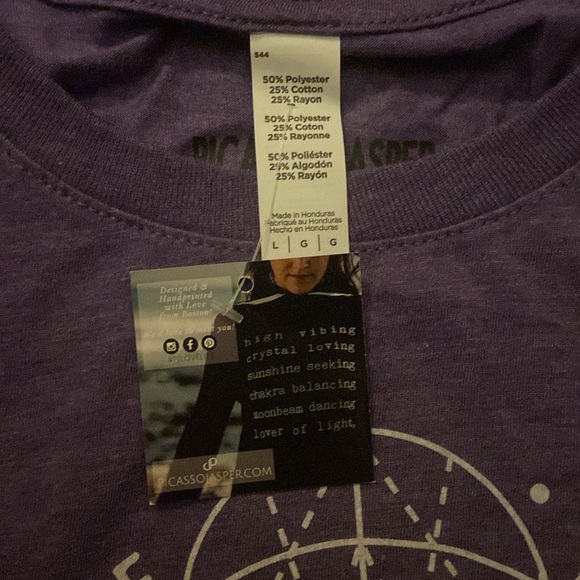 544
50% Polyester
25% Cotton
25% Rayon
50% Polyester
25% Coton
25% Rayonne
50% Poliéster
25% Algodón
25% Rayón
Made in Honduras
Fabriqué au Honduras
Hecho en Honduras
L | G | G
Designed &
Handprinted
with Love
from Boston!
you!
high vibing
crystal loving
sunshine seeking
chakra balancing
moonbeam dancing
lover of light,
PICASSOJASPER.COM